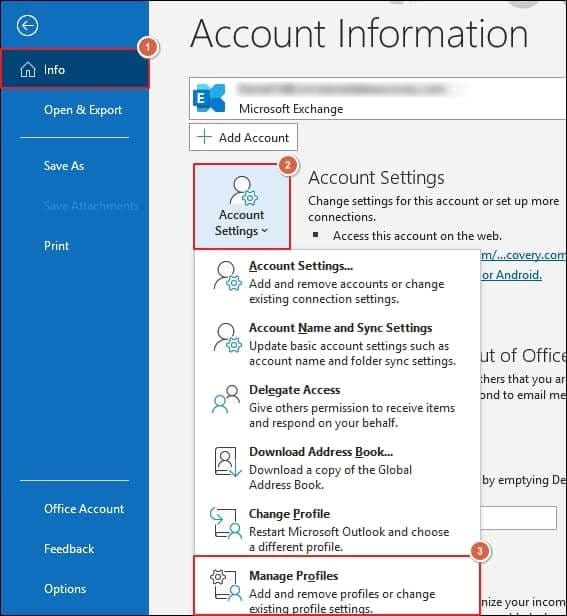 Account Information
1
Info
Microsoft Exchange
Open & Export
Add Account
Save As
2
Account Settings
Account
Settings
Change settings for this account or set up more
connections.
Save Attachments
Access this account on the web.
Print
m/...covery.com
or Android.
Account Settings...
Add and remove accounts or change
existing connection settings.
Account Name and Sync Settings
Update basic account settings such as
account name and folder sync settings.
ut of Office
hers that you are
ond to email me
Delegate Access
Give others permission to receive items
and respond on your behalf.
Download Address Book...
Download a copy of the Global
Address Book.
by emptying De
Office Account
Change Profile
Restart Microsoft Outlook and choose
a different profile.
Feedback
3
Manage Profiles
Add and remove profiles or change
existing profile settings.
Options
nize your incom